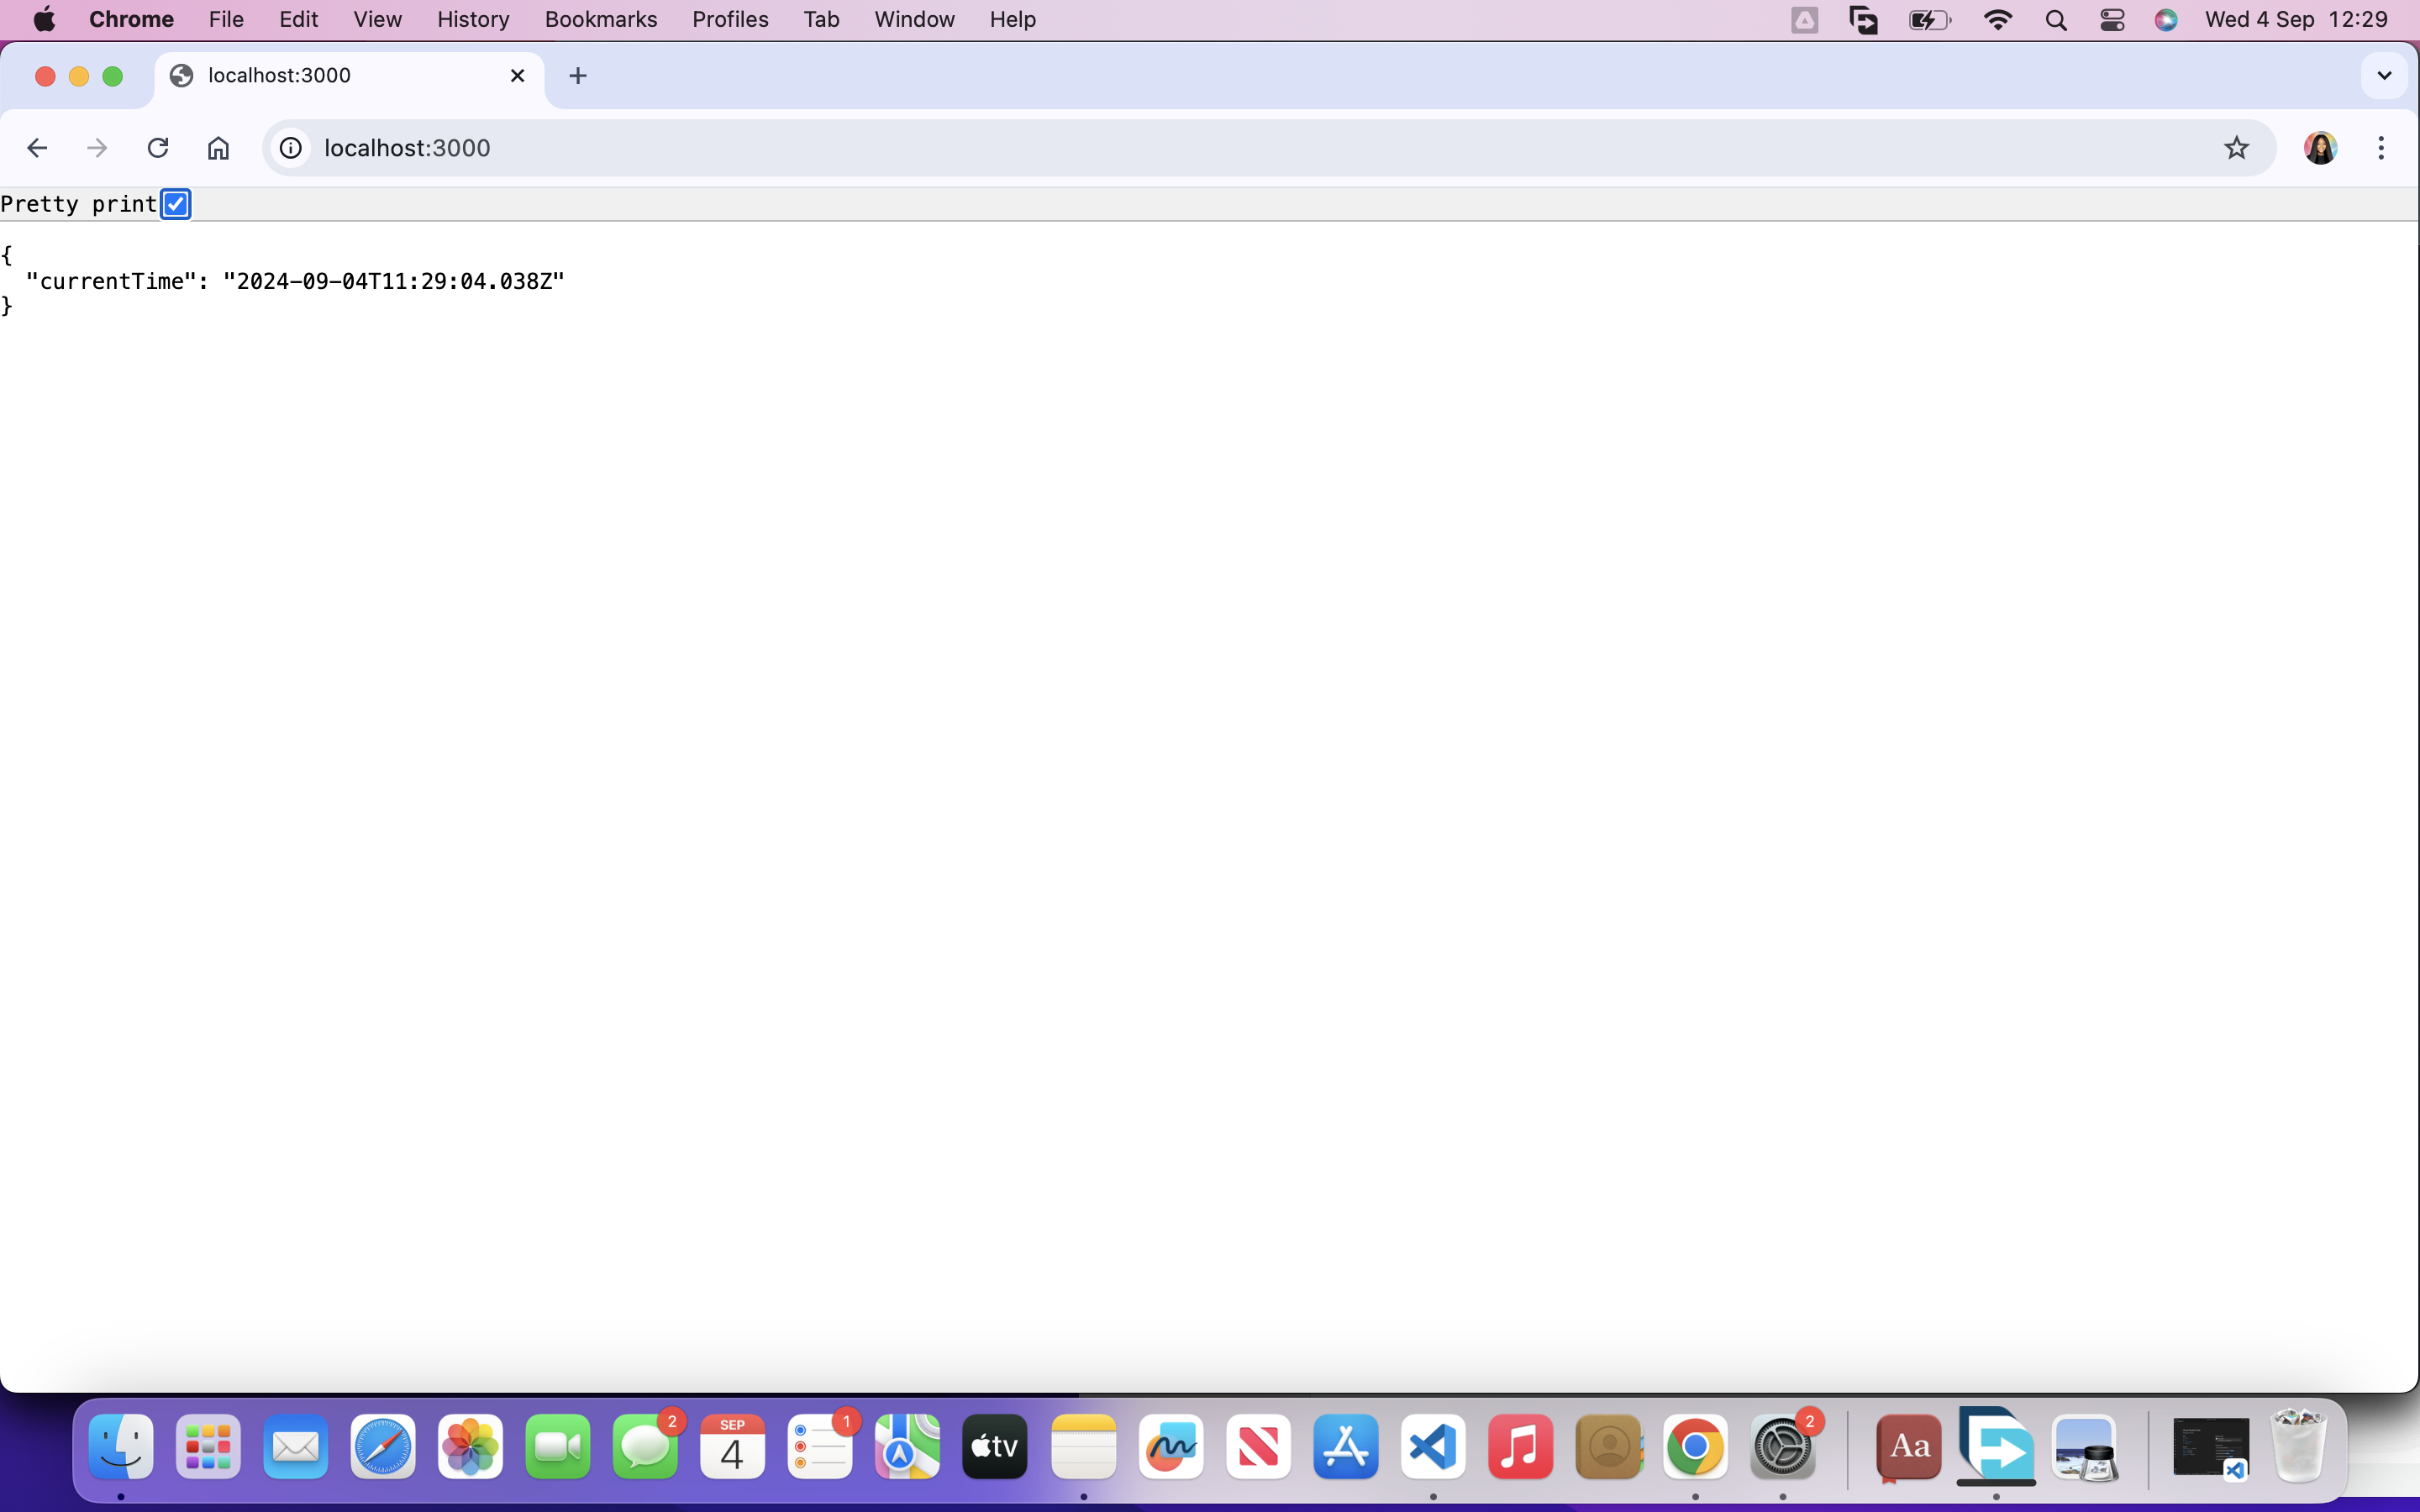 Chrome File Edit View History Bookmarks Profiles Tab Window Help Wed 4 Sep 12:29
localhost:3000
localhost:3000
Pretty print
{
  "currentTime": "2024-09-04T11:29:04.038Z"
}
2 SEP 4 1 tv 2 Aa